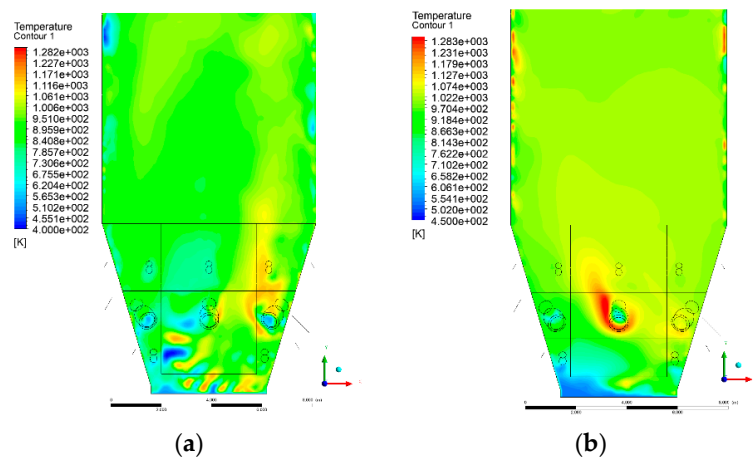 Temperature
Contour 1
1.282e+003
1.227e+003
1.171e+003
1.116e+003
1.061e+003
1.006e+003
9.510e+002
8.959e+002
8.408e+002
7.857e+002
7.306e+002
6.755e+002
6.204e+002
5.653e+002
5.102e+002
4.551e+002
4.000e+002
[K]
0
4.000
(a)
Temperature
Contour 1
1.283e+003
1.231e+003
1.179e+003
1.127e+003
1.074e+003
1.022e+003
9.704e+002
9.184e+002
8.663e+002
8.143e+002
7.622e+002
7.102e+002
6.582e+002
6.061e+002
5.541e+002
5.020e+002
4.500e+002
[K]
0
(b)